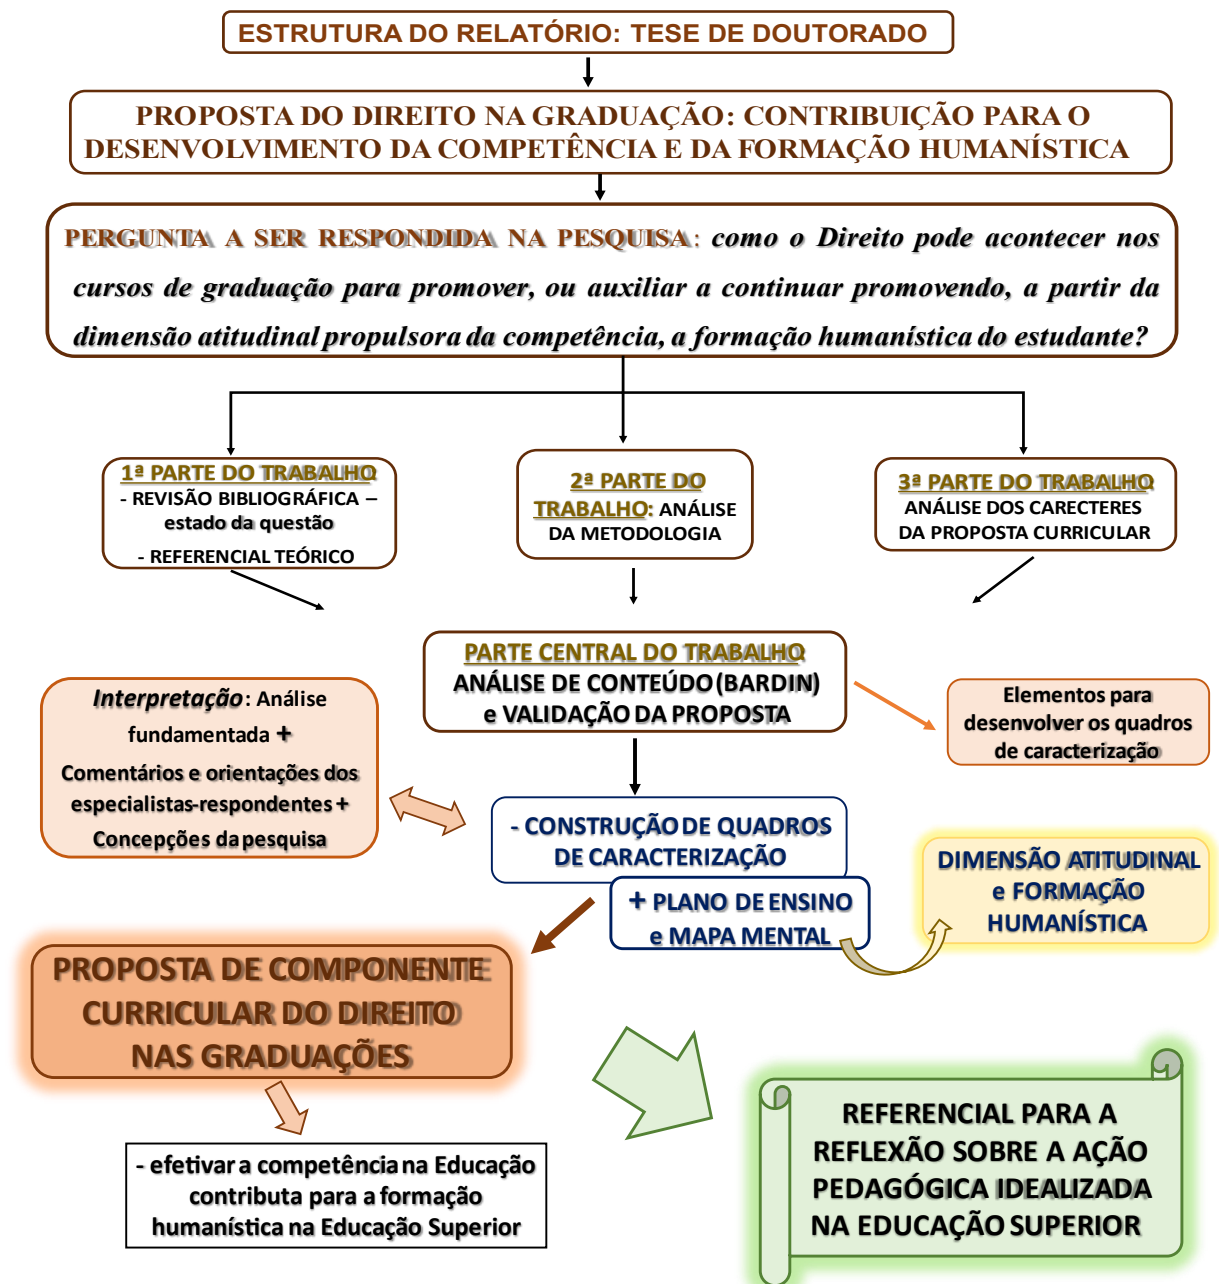 ESTRUTURA DO RELATÓRIO: TESE DE DOUTORADO
PROPOSTA DO DIREITO NA GRADUAÇÃO: CONTRIBUIÇÃO PARA O
DESENVOLVIMENTO DA COMPETÊNCIA E DA FORMAÇÃO HUMANÍSTICA
PERGUNTA A SER RESPONDIDA NA PESQUISA: como o Direito pode acontecer nos
cursos de graduação para promover, ou auxiliar a continuar promovendo, a partir da
dimensão atitudinal propulsora da competência, a formação humanística do estudante?
1ª PARTE DO TRABALHO
- REVISÃO BIBLIOGRÁFICA –
estado da questão
- REFERENCIAL TEÓRICO
2ª PARTE DO
TRABALHO: ANÁLISE
DA METODOLOGIA
3ª PARTE DO TRABALHO
ANÁLISE DOS CARECTERES
DA PROPOSTA CURRICULAR
PARTE CENTRAL DO TRABALHO
ANÁLISE DE CONTEÚDO (BARDIN)
e VALIDAÇÃO DA PROPOSTA
Interpretação: Análise
fundamentada +
Comentários e orientações dos
especialistas-respondentes +
Concepções da pesquisa
Elementos para
desenvolver os quadros
de caracterização
- CONSTRUÇÃO DE QUADROS
DE CARACTERIZAÇÃO
+ PLANO DE ENSINO
e MAPA MENTAL
DIMENSÃO ATITUDINAL
e FORMAÇÃO
HUMANÍSTICA
PROPOSTA DE COMPONENTE
CURRICULAR DO DIREITO
NAS GRADUAÇÕES
- efetivar a competência na Educação
contributa para a formação
humanística na Educação Superior
REFERENCIAL PARA A
REFLEXÃO SOBRE A AÇÃO
PEDAGÓGICA IDEALIZADA
NA EDUCAÇÃO SUPERIOR